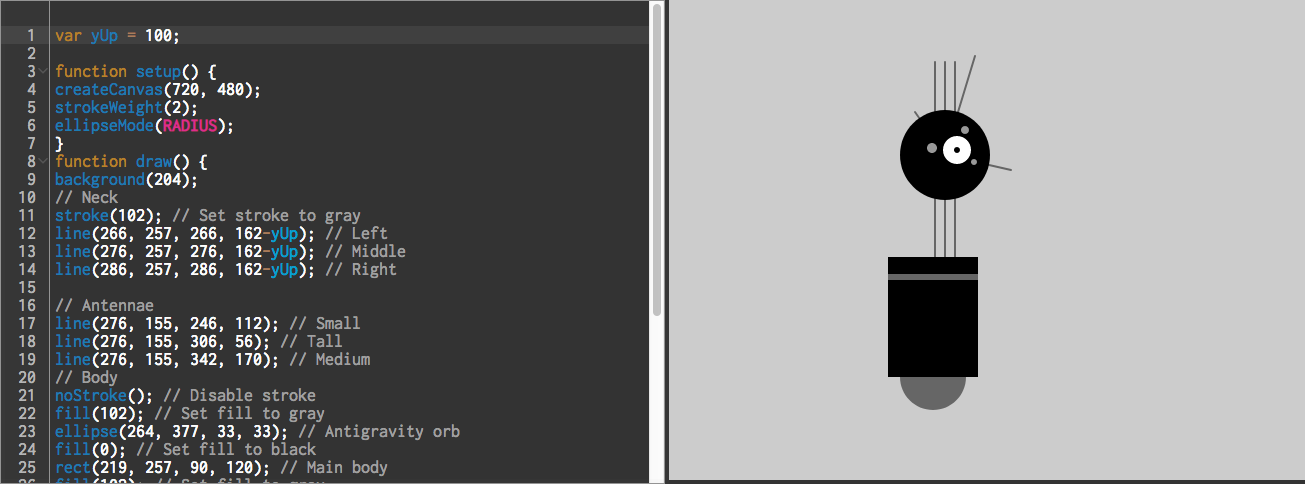 1 var yUp = 100;
2
3 function setup() {
4 createCanvas(720, 480);
5 strokeWeight(2);
6 ellipseMode(RADIUS);
7 }
8 function draw() {
9 background(204);
10 // Neck
11 stroke(102); // Set stroke to gray
12 line(266, 257, 266, 162-yUp); // Left
13 line(276, 257, 276, 162-yUp); // Middle
14 line(286, 257, 286, 162-yUp); // Right
15
16 // Antennae
17 line(276, 155, 246, 112); // Small
18 line(276, 155, 306, 56); // Tall
19 line(276, 155, 342, 170); // Medium
20 // Body
21 noStroke(); // Disable stroke
22 fill(102); // Set fill to gray
23 ellipse(264, 377, 33, 33); // Antigravity orb
24 fill(0); // Set fill to black
25 rect(219, 257, 90, 120); // Main body